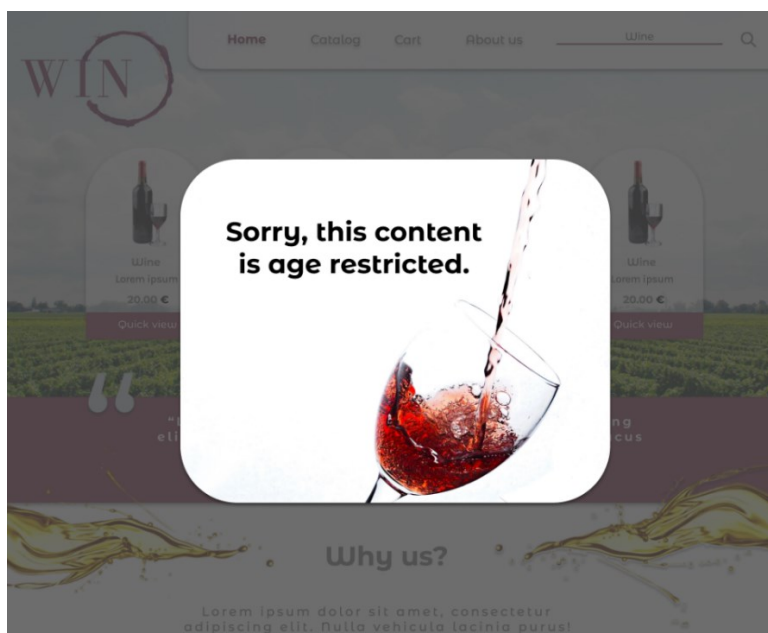 Home Catalog Cart About us Wine
WIN
Sorry, this content
is age restricted.
Wine
Lorem ipsum
20,00 €
Quick view
Wine
Lorem ipsum
20,00 €
Quick view
“
Why us?
Lorem ipsum dolor sit amet, consectetur
adipiscing elit. Nulla vehicula lacinia purus!